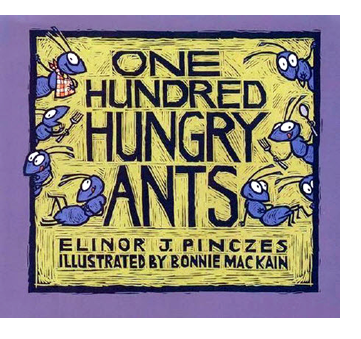 ONE
HUNDRED
HUNGRY
ANTS
ELINOR J. PINCZES
ILLUSTRATED BY BONNIE MACKAIN